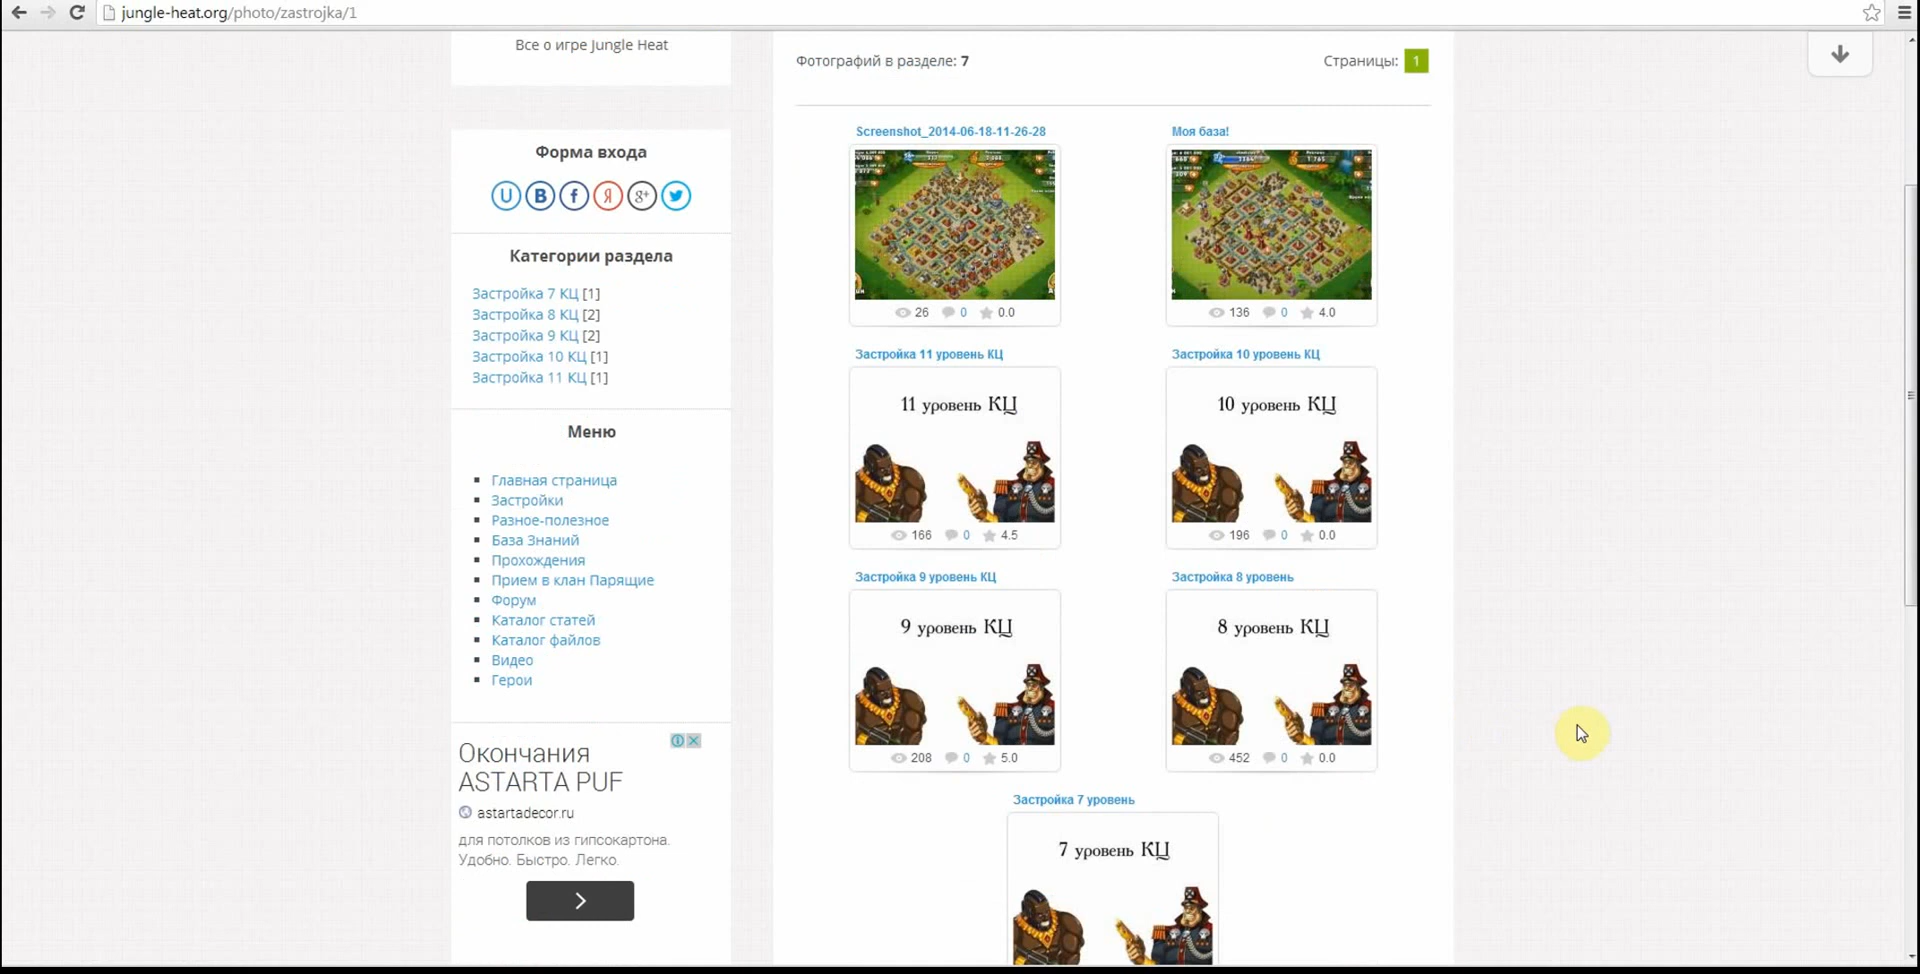 jungle-heat.org/photo/zastrojka/1
Все о игре Jungle Heat
Форма входа
Категории раздела
Застройка 7 КЦ [1]
Застройка 8 КЦ [2]
Застройка 9 КЦ [2]
Застройка 10 КЦ [1]
Застройка 11 КЦ [1]
Меню
Главная страница
Застройки
Разное-полезное
База Знаний
Прохождения
Прием в клан Парящие
Форум
Каталог статей
Каталог файлов
Видео
Герои
Окончания
ASTARTA PUF
astartadecor.ru
для потолков из гипсокартона.
Удобно. Быстро. Легко.
Фотографий в разделе: 7
Страницы: 1
Screenshot_2014-06-18-11-26-28
26 0 0.0
Моя база!
136 0 4.0
Застройка 11 уровень КЦ
11 уровень КЦ
166 0 4.5
Застройка 10 уровень КЦ
10 уровень КЦ
196 0 0.0
Застройка 9 уровень КЦ
9 уровень КЦ
208 0 5.0
Застройка 8 уровень
8 уровень КЦ
452 0 0.0
Застройка 7 уровень
7 уровень КЦ